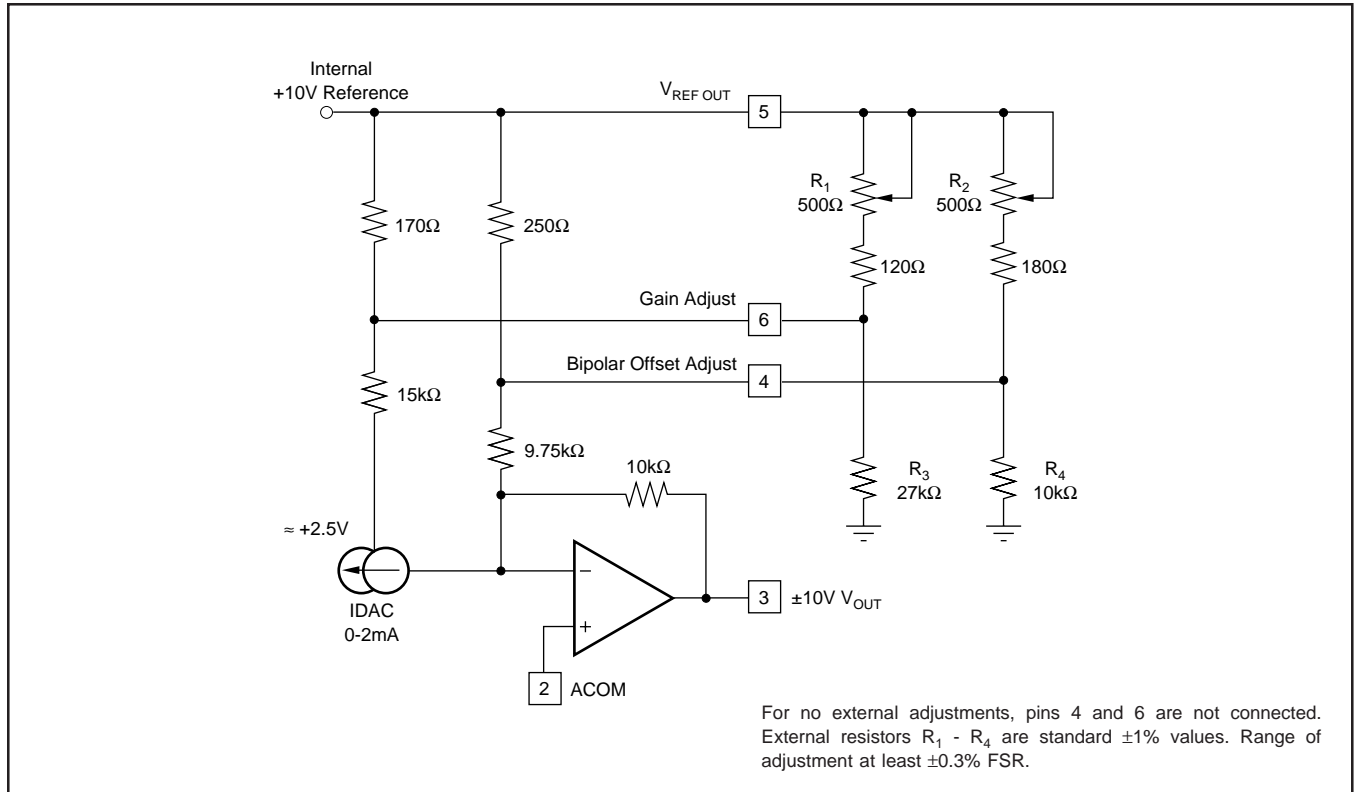 Internal
+10V Reference
V_REF OUT
5
R1
500Ω
R2
500Ω
170Ω
250Ω
120Ω
180Ω
Gain Adjust
6
Bipolar Offset Adjust
4
15kΩ
9.75kΩ
10kΩ
R3
27kΩ
R4
10kΩ
≈ +2.5V
IDAC
0-2mA
−
+
3
±10V V_OUT
2
ACOM
For no external adjustments, pins 4 and 6 are not connected.
External resistors R1 - R4 are standard ±1% values. Range of
adjustment at least ±0.3% FSR.